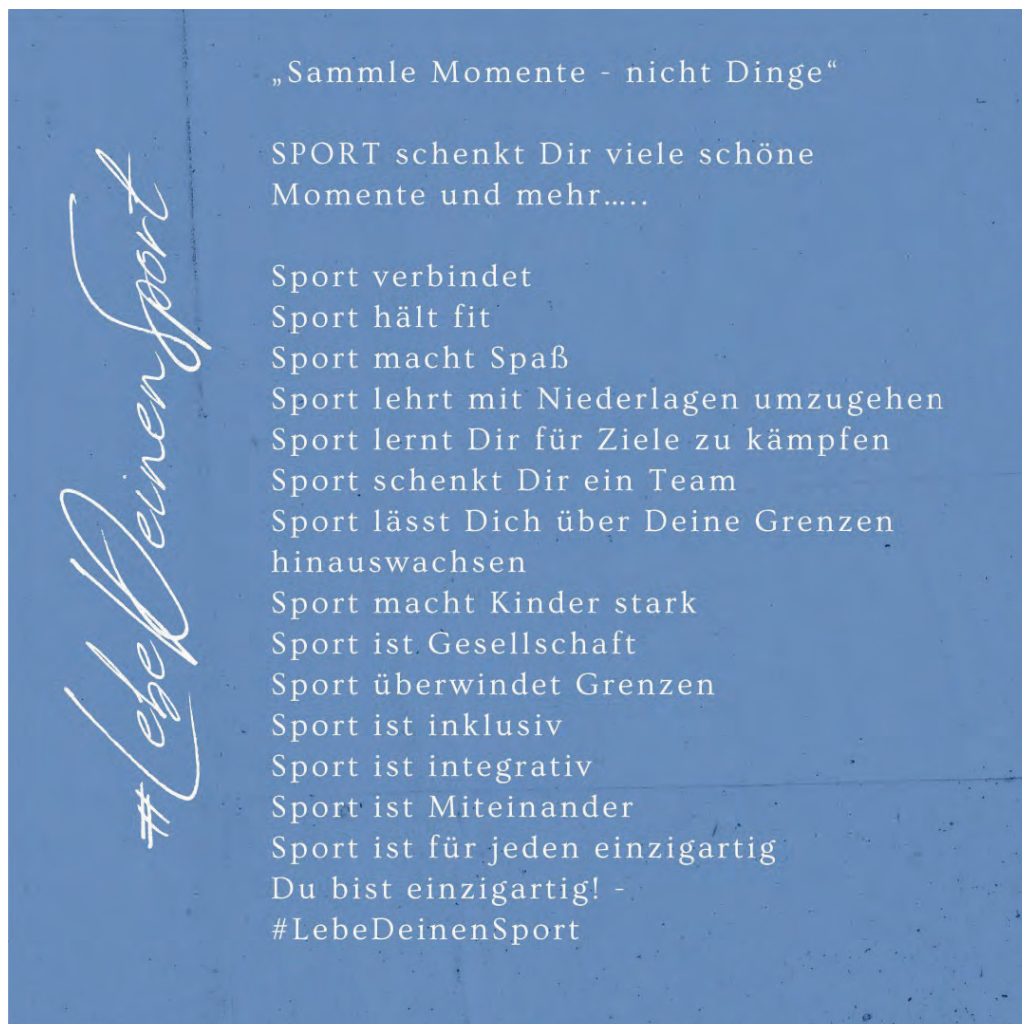 #LebeDeinenSport
„Sammle Momente - nicht Dinge“
SPORT schenkt Dir viele schöne
Momente und mehr.....
Sport verbindet
Sport hält fit
Sport macht Spaß
Sport lehrt mit Niederlagen umzugehen
Sport lernt Dir für Ziele zu kämpfen
Sport schenkt Dir ein Team
Sport lässt Dich über Deine Grenzen
hinauswachsen
Sport macht Kinder stark
Sport ist Gesellschaft
Sport überwindet Grenzen
Sport ist inklusiv
Sport ist integrativ
Sport ist Miteinander
Sport ist für jeden einzigartig
Du bist einzigartig! -
#LebeDeinenSport